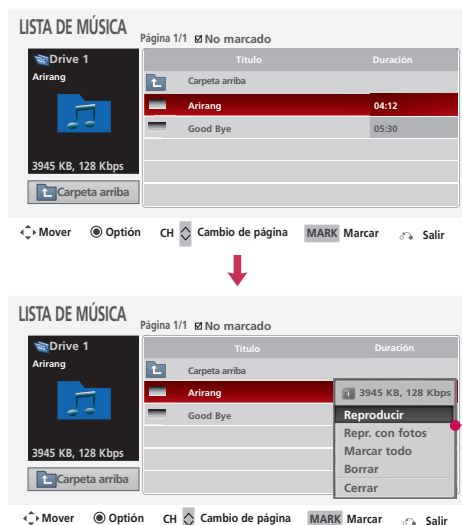 LISTA DE MÚSICA
Página 1/1 No marcado
Drive 1
Arirang
3945 KB, 128 Kbps
Carpeta arriba
Título Duración
Carpeta arriba
Arirang 04:12
Good Bye 05:30
Mover Optión CH Cambio de página MARK Marcar Salir
LISTA DE MÚSICA
Página 1/1 No marcado
Drive 1
Arirang
3945 KB, 128 Kbps
Carpeta arriba
Título Duración
Carpeta arriba
Arirang
Good Bye
3945 KB, 128 Kbps
Reproducir
Repr. con fotos
Marcar todo
Borrar
Cerrar
Mover Optión CH Cambio de página MARK Marcar Salir